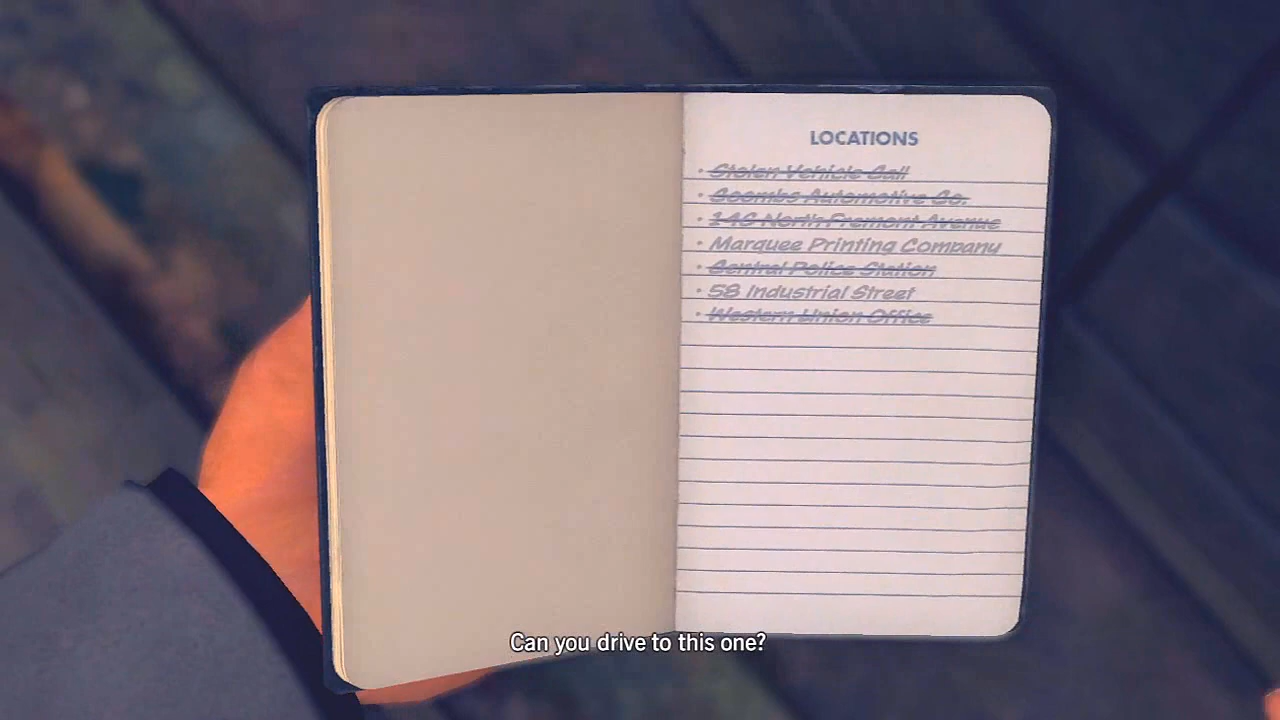 LOCATIONS
• Stolen Vehicle Call
• Coombs Automotive Co.
• 146 North Fremont Avenue
• Marquee Printing Company
• Central Police Station
• 58 Industrial Street
• Western Union Office
Can you drive to this one?